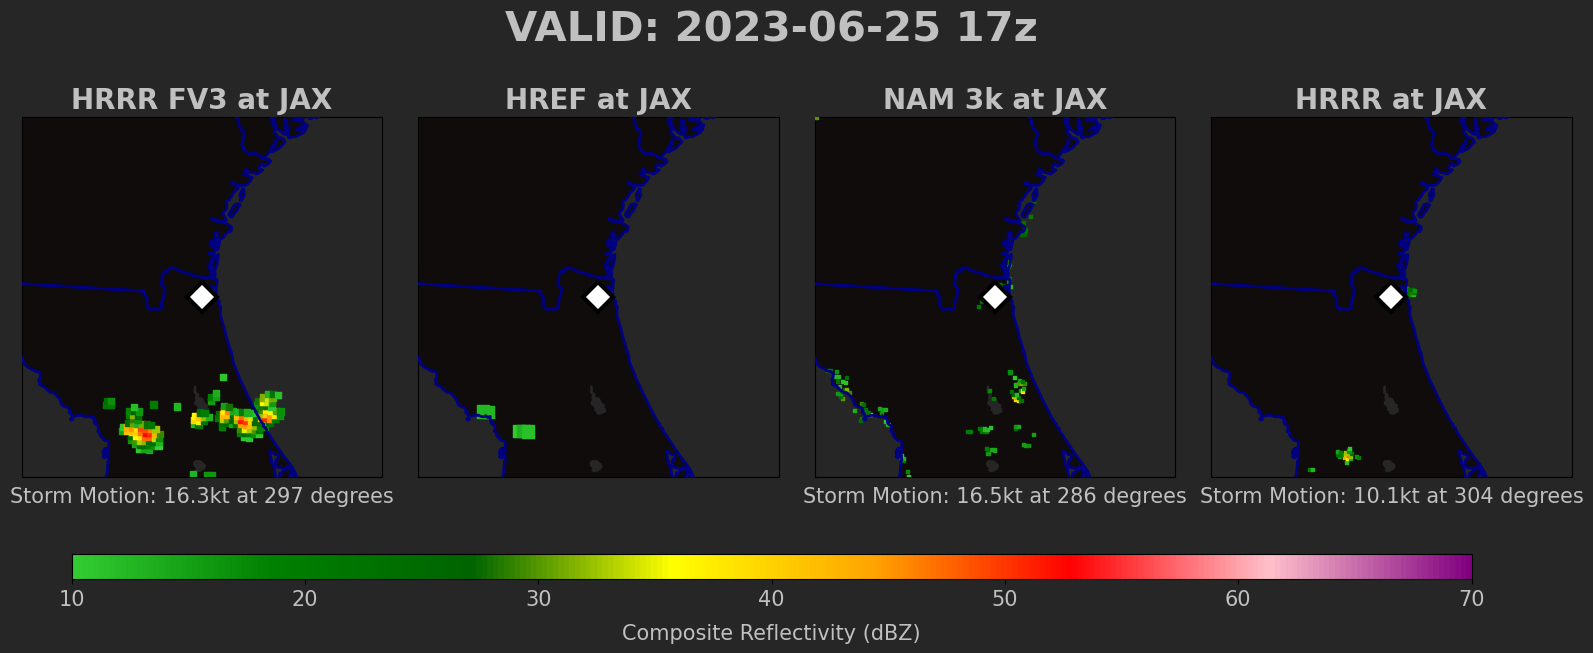 VALID: 2023-06-25 17z
HRRR FV3 at JAX
HREF at JAX
NAM 3k at JAX
HRRR at JAX
Storm Motion: 16.3kt at 297 degrees
Storm Motion: 16.5kt at 286 degrees
Storm Motion: 10.1kt at 304 degrees
10 20 30 40 50 60 70
Composite Reflectivity (dBZ)